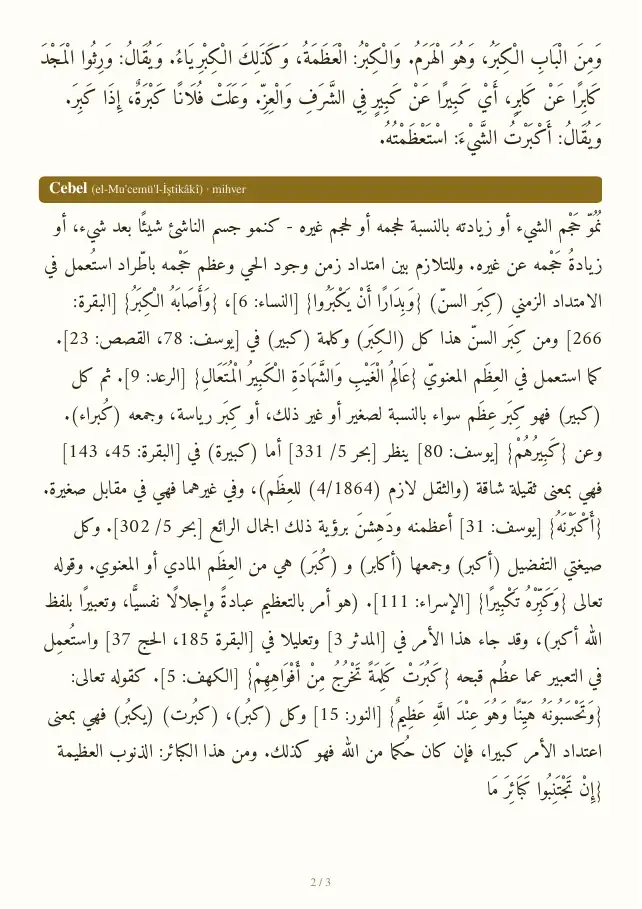 وَمِنَ الْبَابِ الْكِبَرُ، وَهُوَ الْهَرَمُ. وَالْكِبْرُ: الْعَظَمَةُ، وَكَذَلِكَ الْكِبْرِيَاءُ. وَيُقَالُ: وَرِثُوا الْمَجْدَ
كَابِرًا عَنْ كَابِرٍ، أَيْ كَبِيرًا عَنْ كَبِيرٍ فِي الشَّرَفِ وَالْعِزِّ. وَعَلَتْ فُلَانًا كَبْرَةٌ، إِذَا كَبِرَ.
وَيُقَالُ: أَكْبَرْتُ الشَّيْءَ: اسْتَعْظَمْتُهُ.
Cebel (el-Mu'cemü'l-İştikâkî) · mihver
نُمُوّ حَجْم الشيء أو زيادته بالنسبة لحجمه أو لحجم غيره - كنمو جسم الناشئ شيئًا بعد شيء، أو
زيادةُ حَجْمه عن غيره. وللتلازم بين امتداد زمن وجود الحي وعظم حَجْمه باطّراد استُعمل في
الامتداد الزمني (كِبَر السنّ) {وَبِدَارًا أَنْ يَكْبَرُوا} [النساء: 6]، {وَأَصَابَهُ الْكِبَرُ} [البقرة:
266] ومن كِبَر السنّ هذا كل (الكِبَر) وكلمة (كبير) في [يوسف: 78، القصص: 23].
كما استعمل في العِظَم المعنويّ {عَالِمُ الْغَيْبِ وَالشَّهَادَةِ الْكَبِيرُ الْمُتَعَالِ} [الرعد: 9]. ثم كل
(كبير) فهو كِبَر عِظَم سواء بالنسبة لصغير أو غير ذلك، أو كِبَر رياسة، وجمعه (كُبراء).
وعن {كَبِيرُهُمْ} [يوسف: 80] ينظر [بحر 5/ 331] أما (كبيرة) في [البقرة: 45، 143]
فهي بمعنى ثقيلة شاقة (والثقل لازم (4/1864) للعِظَم)، وفي غيرهما فهي في مقابل صغيرة.
{أَكْبَرْنَهُ} [يوسف: 31] أعظمنه ودَهِشنَ برؤية ذلك الجمال الرائع [بحر 5/ 302]. وكل
صيغتي التفضيل (أكبر) وجمعها (أكابر) و (كُبَر) هي من العِظَم المادي أو المعنوي. وقوله
تعالى {وَكَبِّرْهُ تَكْبِيرًا} [الإسراء: 111]. (هو أمر بالتعظيم عبادةً وإجلالًا نفسيًّا، وتعبيرًا بلفظ
الله أكبر)، وقد جاء هذا الأمر في [المدثر 3] وتعليلا في [البقرة 185، الحج 37] واستُعمِل
في التعبير عما عظُم قبحه {كَبُرَتْ كَلِمَةً تَخْرُجُ مِنْ أَفْوَاهِهِمْ} [الكهف: 5]. كقوله تعالى:
{وَتَحْسَبُونَهُ هَيِّنًا وَهُوَ عِنْدَ اللَّهِ عَظِيمٌ} [النور: 15] وكل (كبُر)، (كبُرت) (يكبُر) فهي بمعنى
اعتداد الأمر كبيرا، فإن كان حُكما من الله فهو كذلك. ومن هذا الكبائر: الذنوب العظيمة
{إِنْ تَجْتَنِبُوا كَبَائِرَ مَا
2 / 3